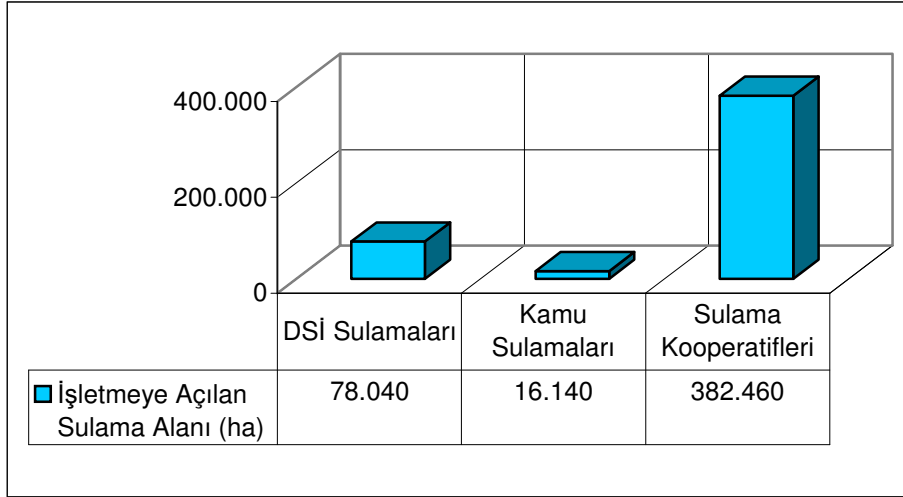 400.000
200.000
0
DSİ Sulamaları
Kamu
Sulamaları
Sulama
Kooperatifleri
İşletmeye Açılan
Sulama Alanı (ha)
78.040
16.140
382.460